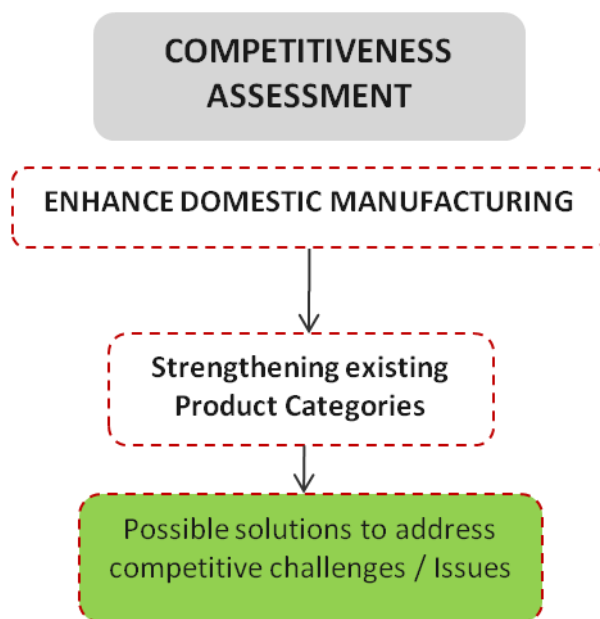 COMPETITIVENESS
ASSESSMENT
ENHANCE DOMESTIC MANUFACTURING
Strengthening existing
Product Categories
Possible solutions to address
competitive challenges / Issues